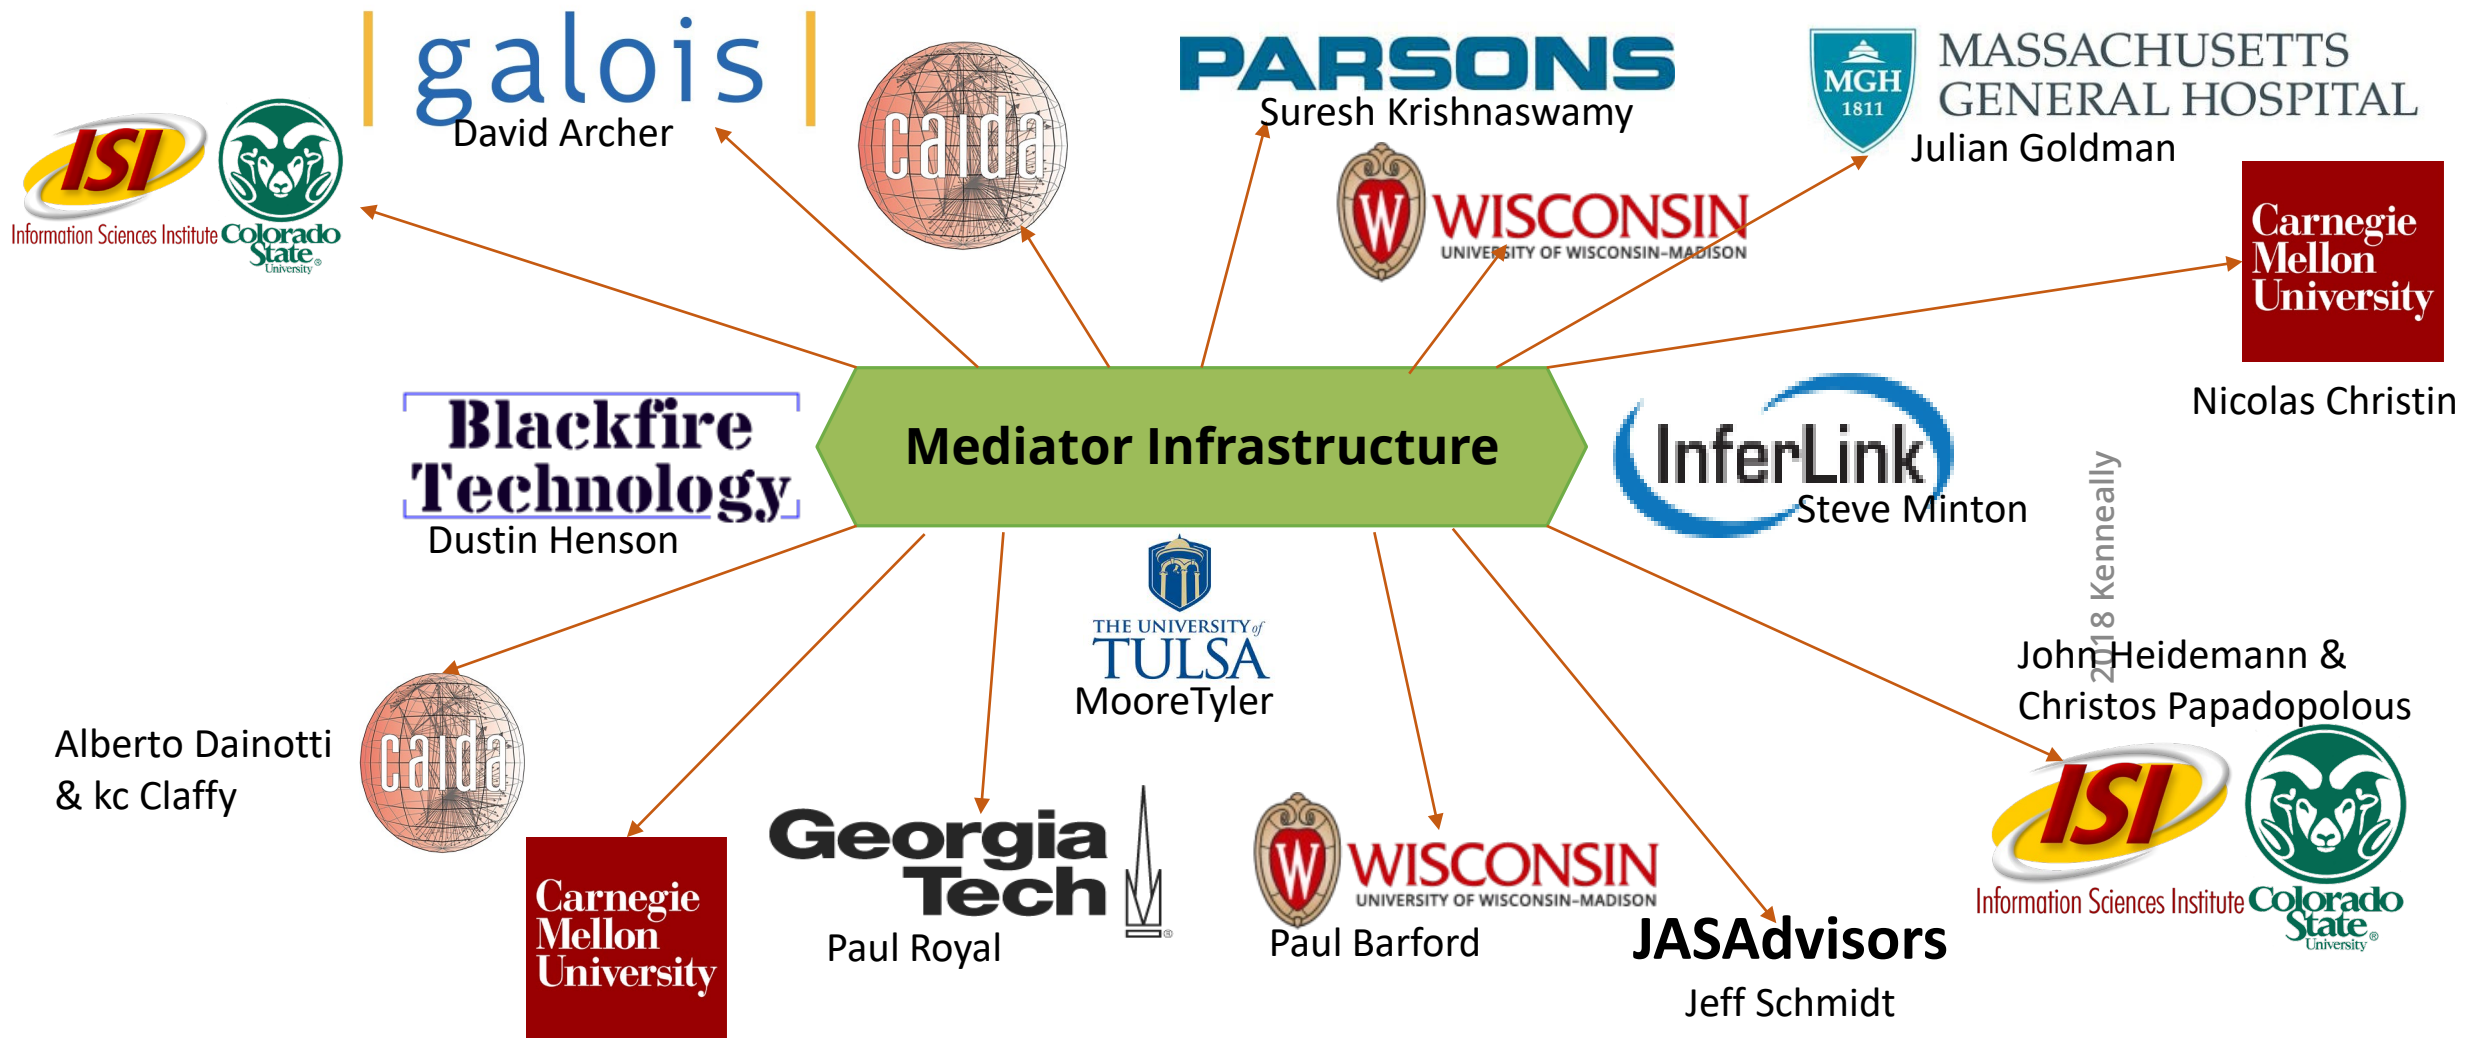 galois
David Archer
caida
PARSONS
Suresh Krishnaswamy
MGH
1811
MASSACHUSETTS
GENERAL HOSPITAL
Julian Goldman
ISI
Information Sciences Institute
Colorado
State
University
W
WISCONSIN
UNIVERSITY OF WISCONSIN–MADISON
Carnegie
Mellon
University
Nicolas Christin
Blackfire
Technology
Dustin Henson
Mediator Infrastructure
InferLink
Steve Minton
2018 Kenneally
THE UNIVERSITY of
TULSA
MooreTyler
John Heidemann &
Christos Papadopolous
Alberto Dainotti
& kc Claffy
caida
Carnegie
Mellon
University
Georgia
Tech
Paul Royal
W
WISCONSIN
UNIVERSITY OF WISCONSIN–MADISON
Paul Barford
JASAdvisors
Jeff Schmidt
ISI
Information Sciences Institute
Colorado
State
University